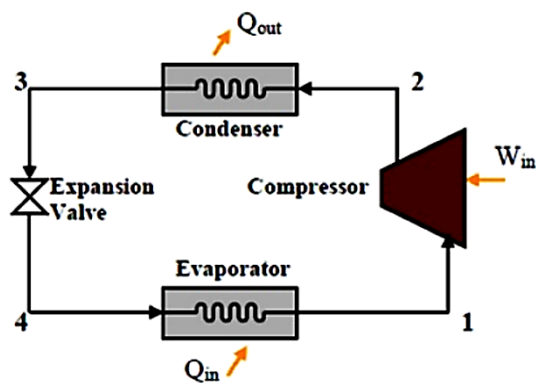 Qout
3
2
Condenser
Expansion
Valve
Compressor
Win
Evaporator
4
1
Qin